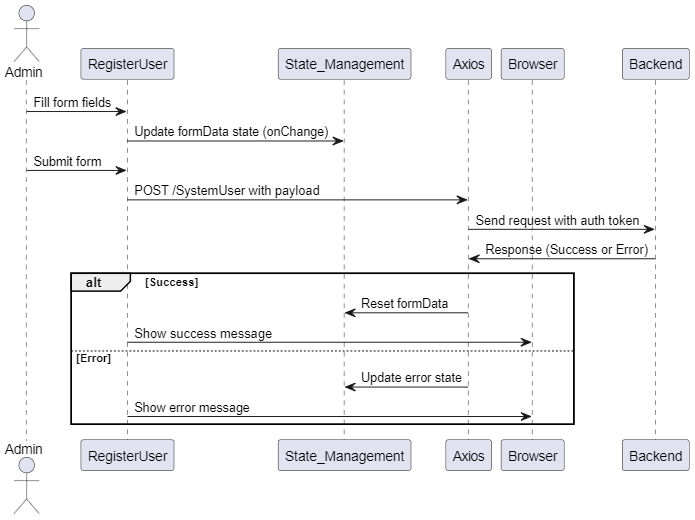 Admin
RegisterUser
State_Management
Axios
Browser
Backend
Fill form fields
Update formData state (onChange)
Submit form
POST /SystemUser with payload
Send request with auth token
Response (Success or Error)
alt
[Success]
Reset formData
Show success message
[Error]
Update error state
Show error message
Admin
RegisterUser
State_Management
Axios
Browser
Backend